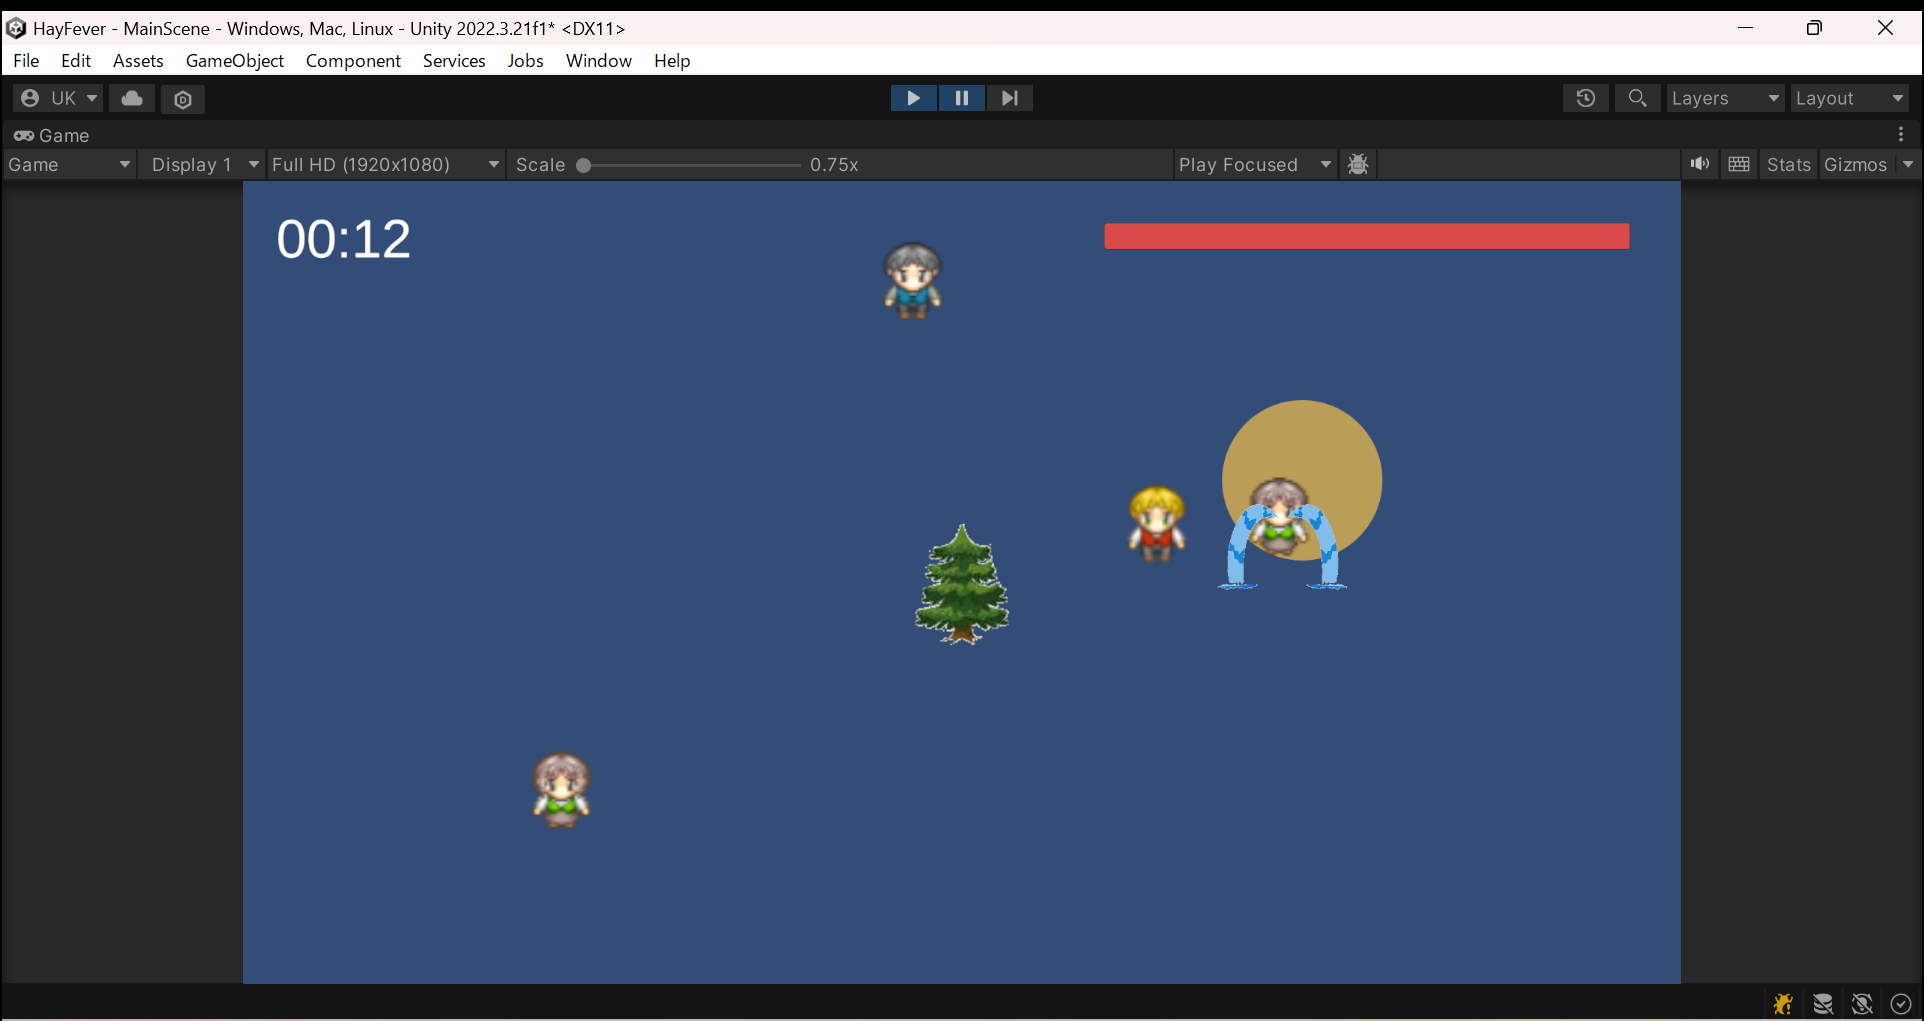 HayFever - MainScene - Windows, Mac, Linux - Unity 2022.3.21f1* <DX11>
File Edit Assets GameObject Component Services Jobs Window Help
UK Layers Layout
Game
Game Display 1 Full HD (1920x1080) Scale 0.75x Play Focused Stats Gizmos
00:12